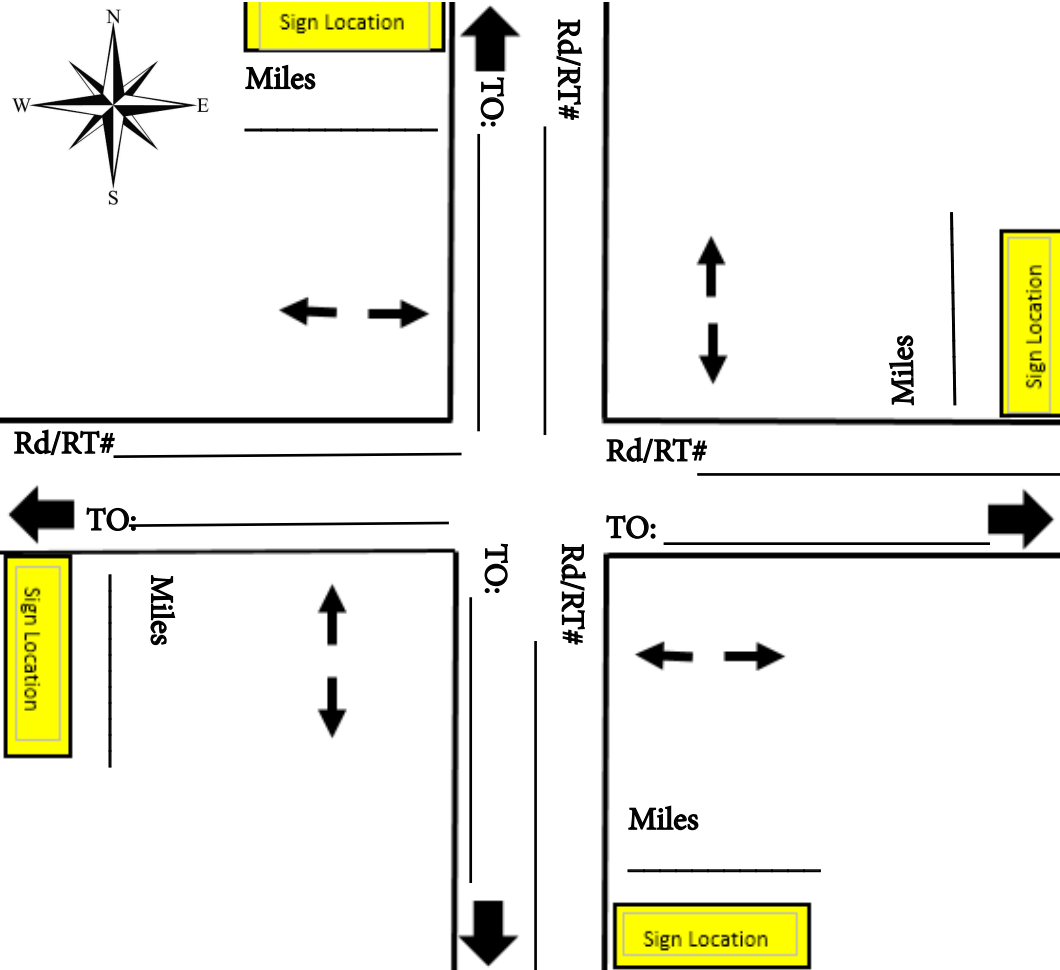 N
Sign Location
Rd/RT#
Miles
TO:
W
E
S
Sign Location
Miles
Rd/RT#
Rd/RT#
TO:
TO:
TO:
Rd/RT#
Sign Location
Miles
Miles
Sign Location